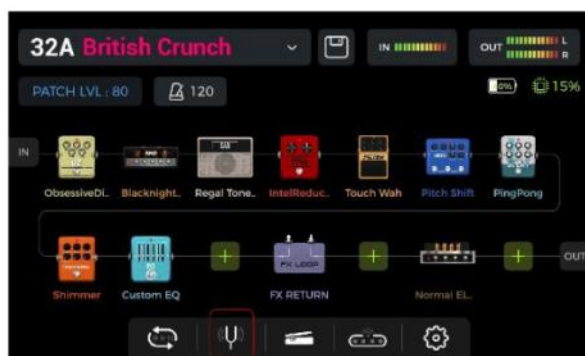 32A British Crunch
IN
OUT
L
R
PATCH LVL : 80
120
0%
15%
IN
ObsessiveDi..
Blacknight..
Regal Tone..
IntelReduc..
Touch Wah
Pitch Shift
PingPong
FX LOOP
OUT
Shimmer
Custom EQ
FX RETURN
Normal EL..